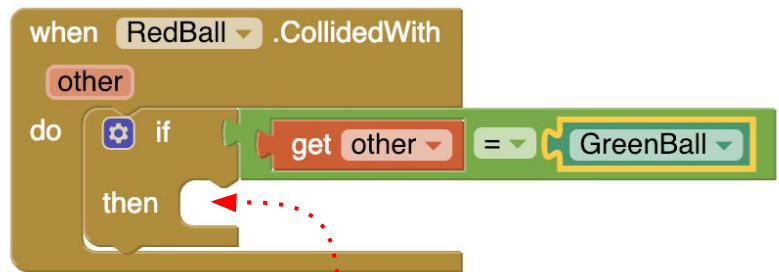 when RedBall .CollidedWith
other
do if get other = GreenBall
then